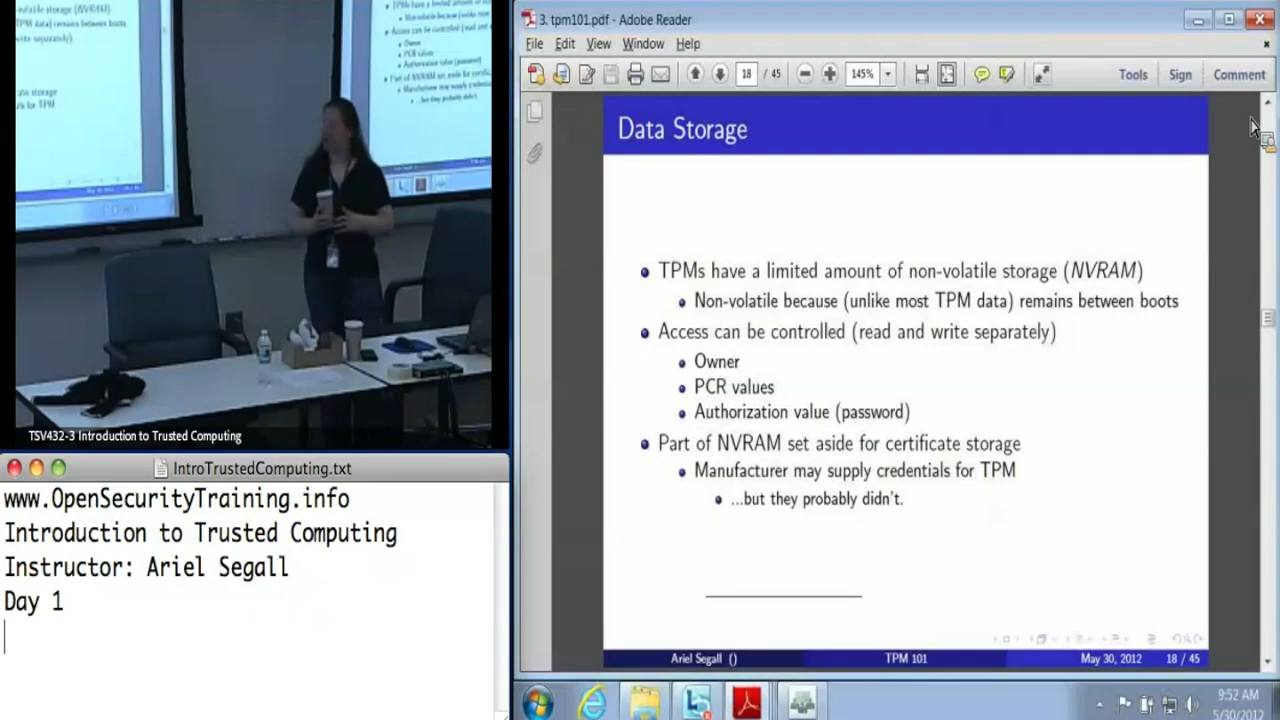 TSV432-3 Introduction to Trusted Computing
IntroTrustedComputing.txt
www.OpenSecurityTraining.info
Introduction to Trusted Computing
Instructor: Ariel Segall
Day 1
3. tpm101.pdf - Adobe Reader
File Edit View Window Help
18 / 45 145% Tools Sign Comment
Data Storage
TPMs have a limited amount of non-volatile storage (NVRAM)
Non-volatile because (unlike most TPM data) remains between boots
Access can be controlled (read and write separately)
Owner
PCR values
Authorization value (password)
Part of NVRAM set aside for certificate storage
Manufacturer may supply credentials for TPM
...but they probably didn't.
Ariel Segall () TPM 101 May 30, 2012 18 / 45
9:52 AM
5/30/2012